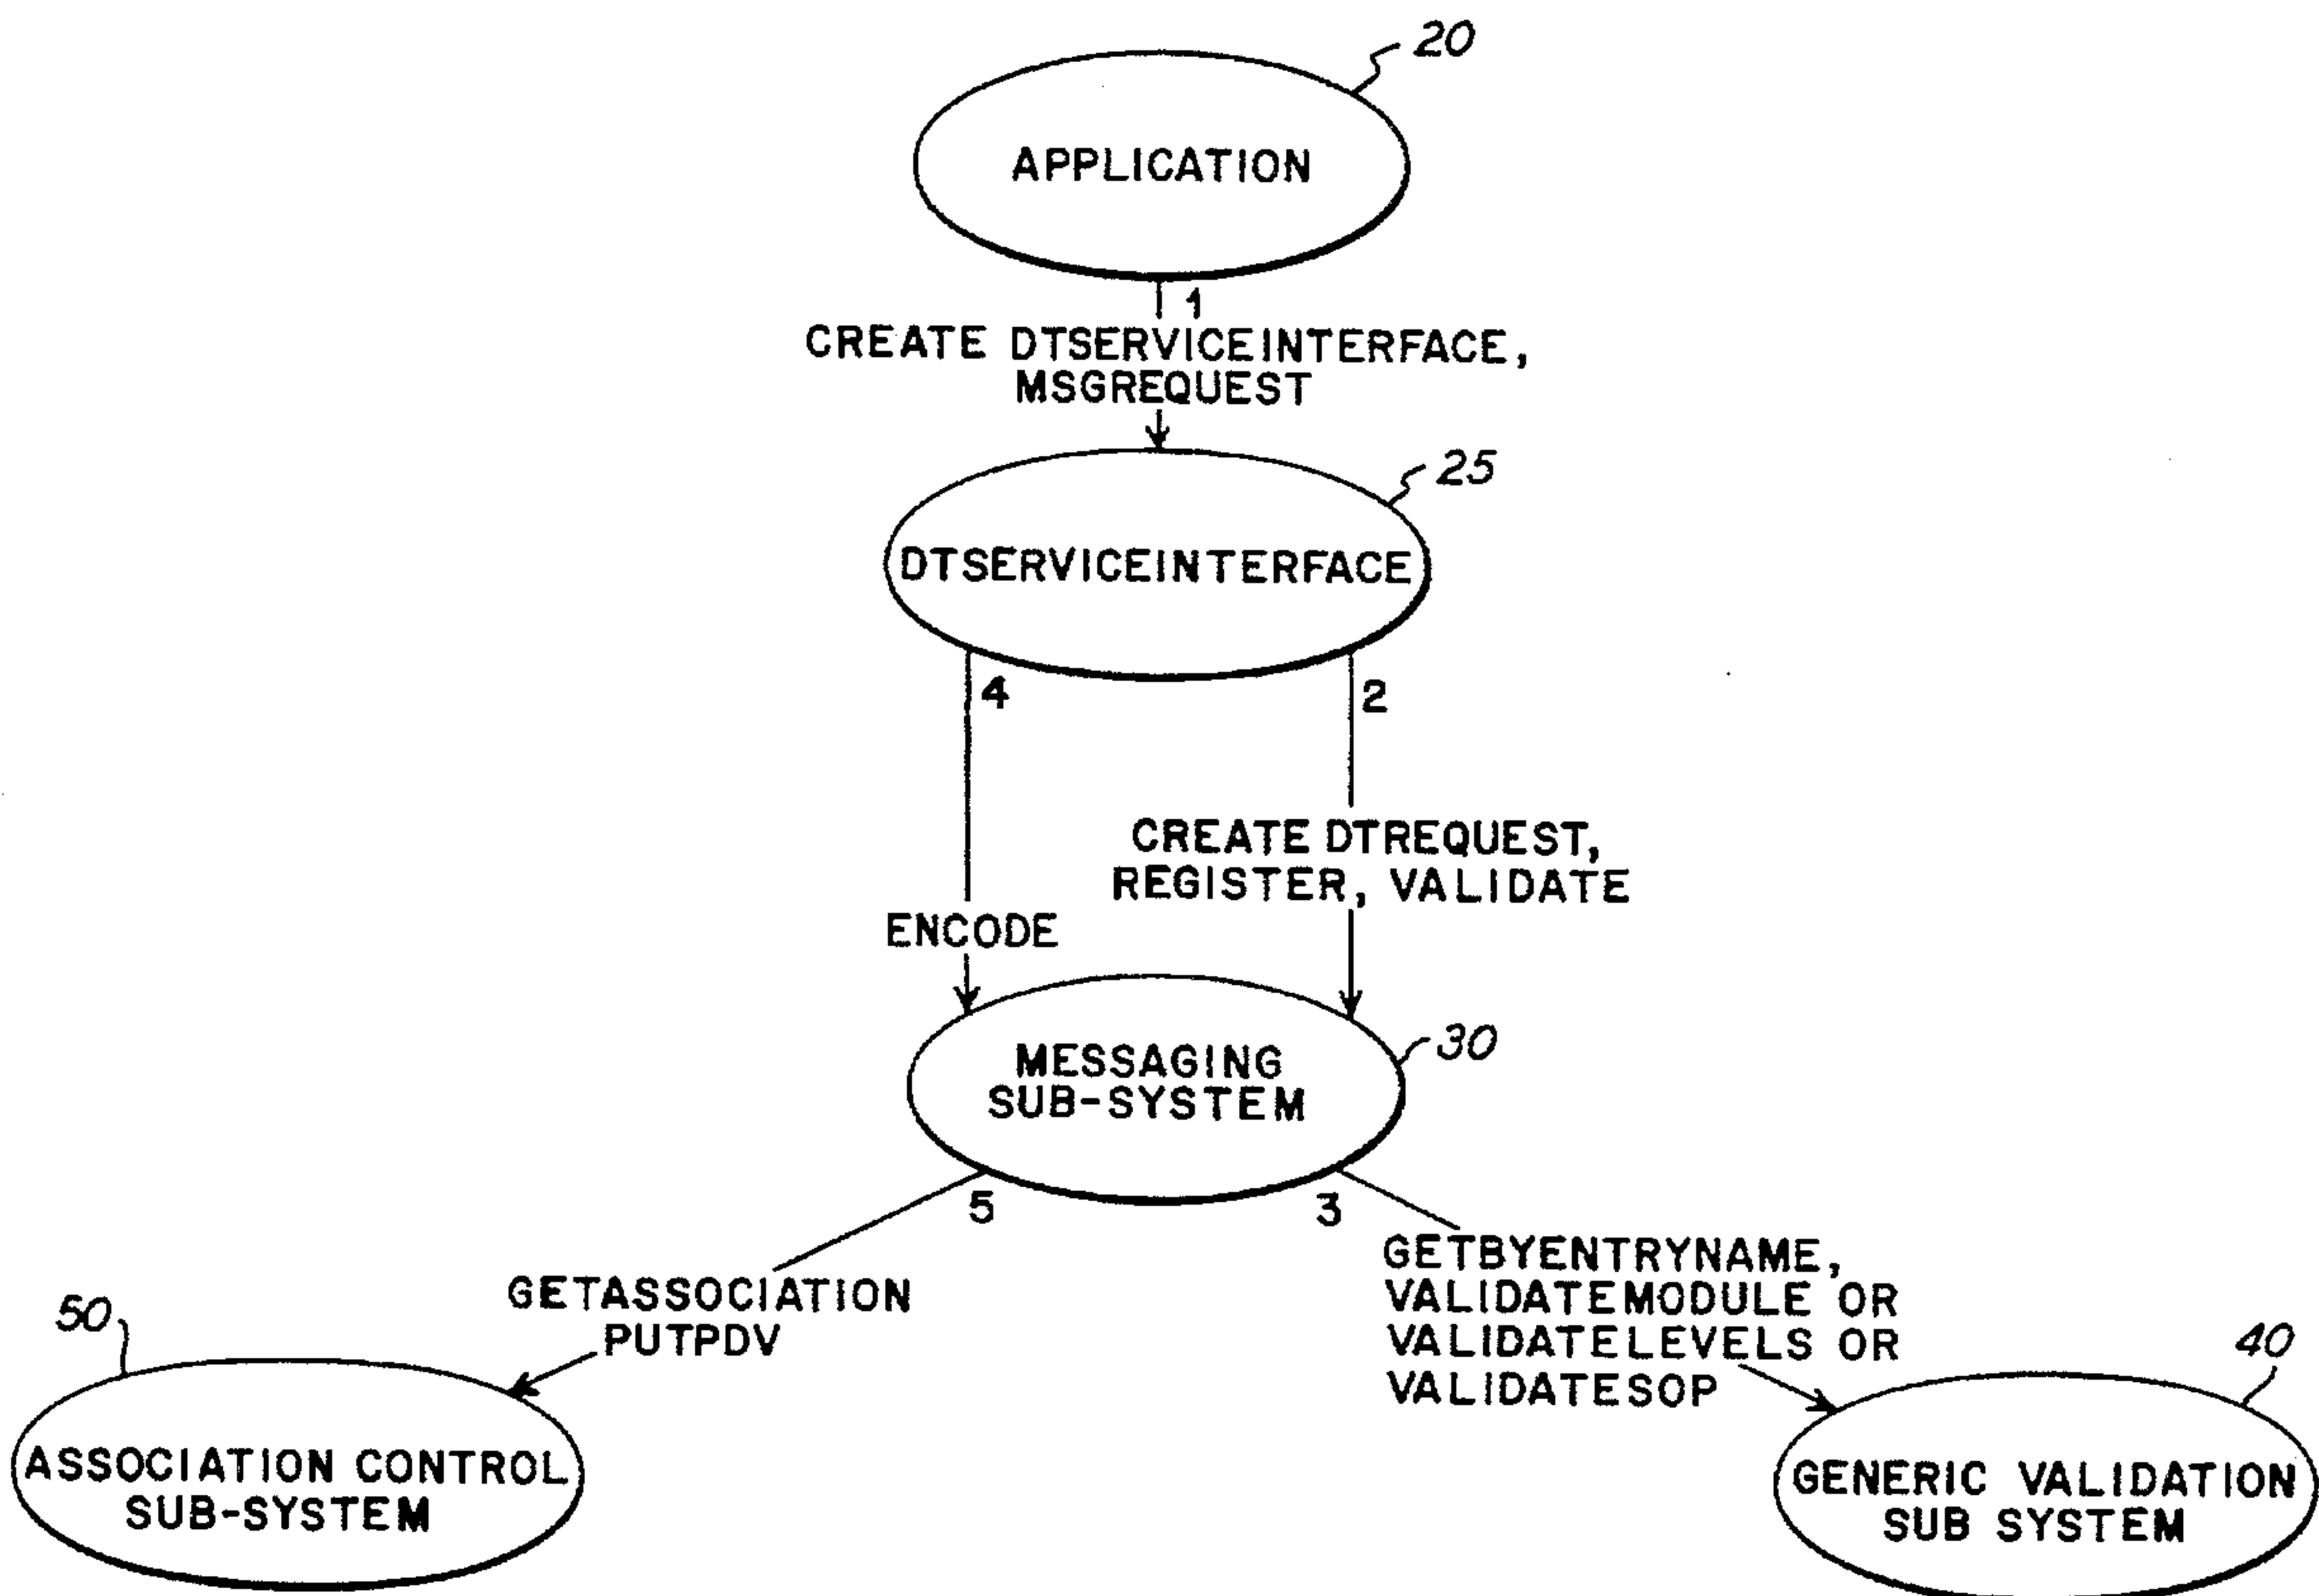 20
APPLICATION
1
CREATE DTSERVICEINTERFACE,
MSGREQUEST
25
DTSERVICEINTERFACE
4
2
CREATE DTREQUEST,
REGISTER, VALIDATE
ENCODE
30
MESSAGING
SUB-SYSTEM
5
3
GETBYENTRYNAME,
VALIDATEMODULE OR
VALIDATELEVELS OR
VALIDATESOP
GETASSOCIATION
PUTPDV
50
40
ASSOCIATION CONTROL
SUB-SYSTEM
GENERIC VALIDATION
SUB SYSTEM